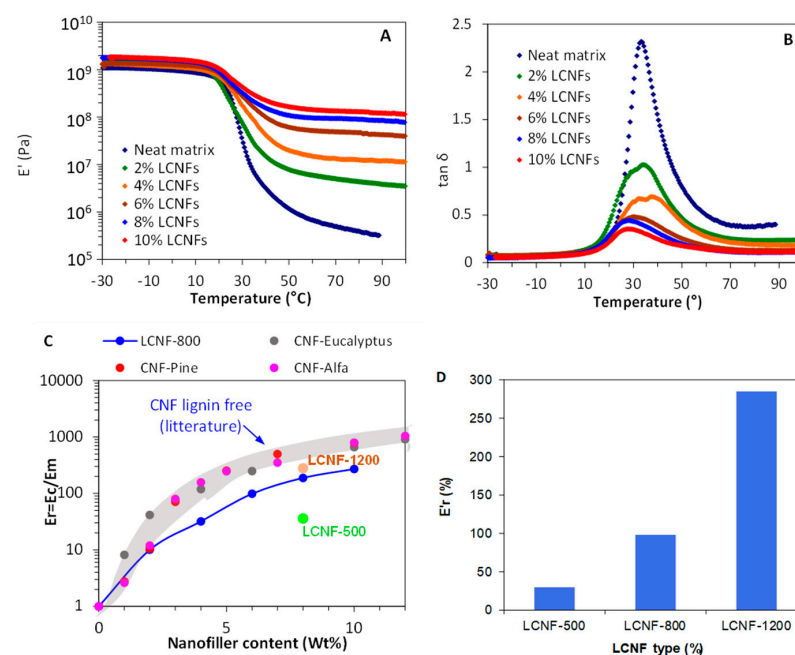 A
10^10
10^9
10^8
10^7
10^6
10^5
E' (Pa)
Neat matrix
2% LCNFs
4% LCNFs
6% LCNFs
8% LCNFs
10% LCNFs
-30 -10 10 30 50 70 90
Temperature (°C)
B
2.5
2
1.5
1
0.5
0
tan δ
Neat matrix
2% LCNFs
4% LCNFs
6% LCNFs
8% LCNFs
10% LCNFs
-30 -10 10 30 50 70 90
Temperature (°)
C
LCNF-800
CNF-Eucalyptus
CNF-Pine
CNF-Alfa
10000
1000
100
10
1
Er=Ec/Em
CNF lignin free
(litterature)
LCNF-1200
LCNF-500
0 5 10
Nanofiller content (Wt%)
D
300
250
200
150
100
50
0
E'r (%)
LCNF-500 LCNF-800 LCNF-1200
LCNF type (%)